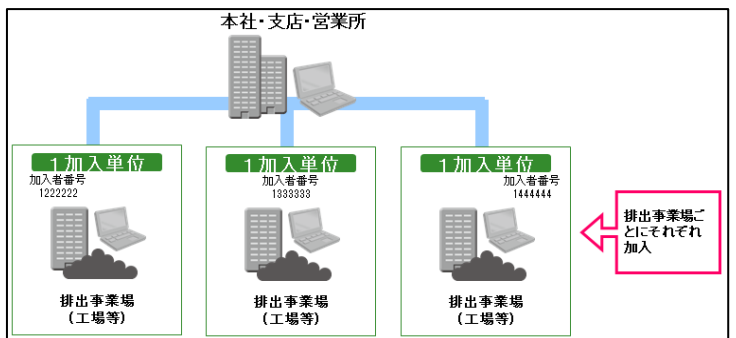 本社・支店・営業所
1加入単位
加入者番号
1222222
排出事業場
(工場等)
1加入単位
加入者番号
1333333
排出事業場
(工場等)
1加入単位
加入者番号
1444444
排出事業場
(工場等)
排出事業場ご
とにそれぞれ
加入